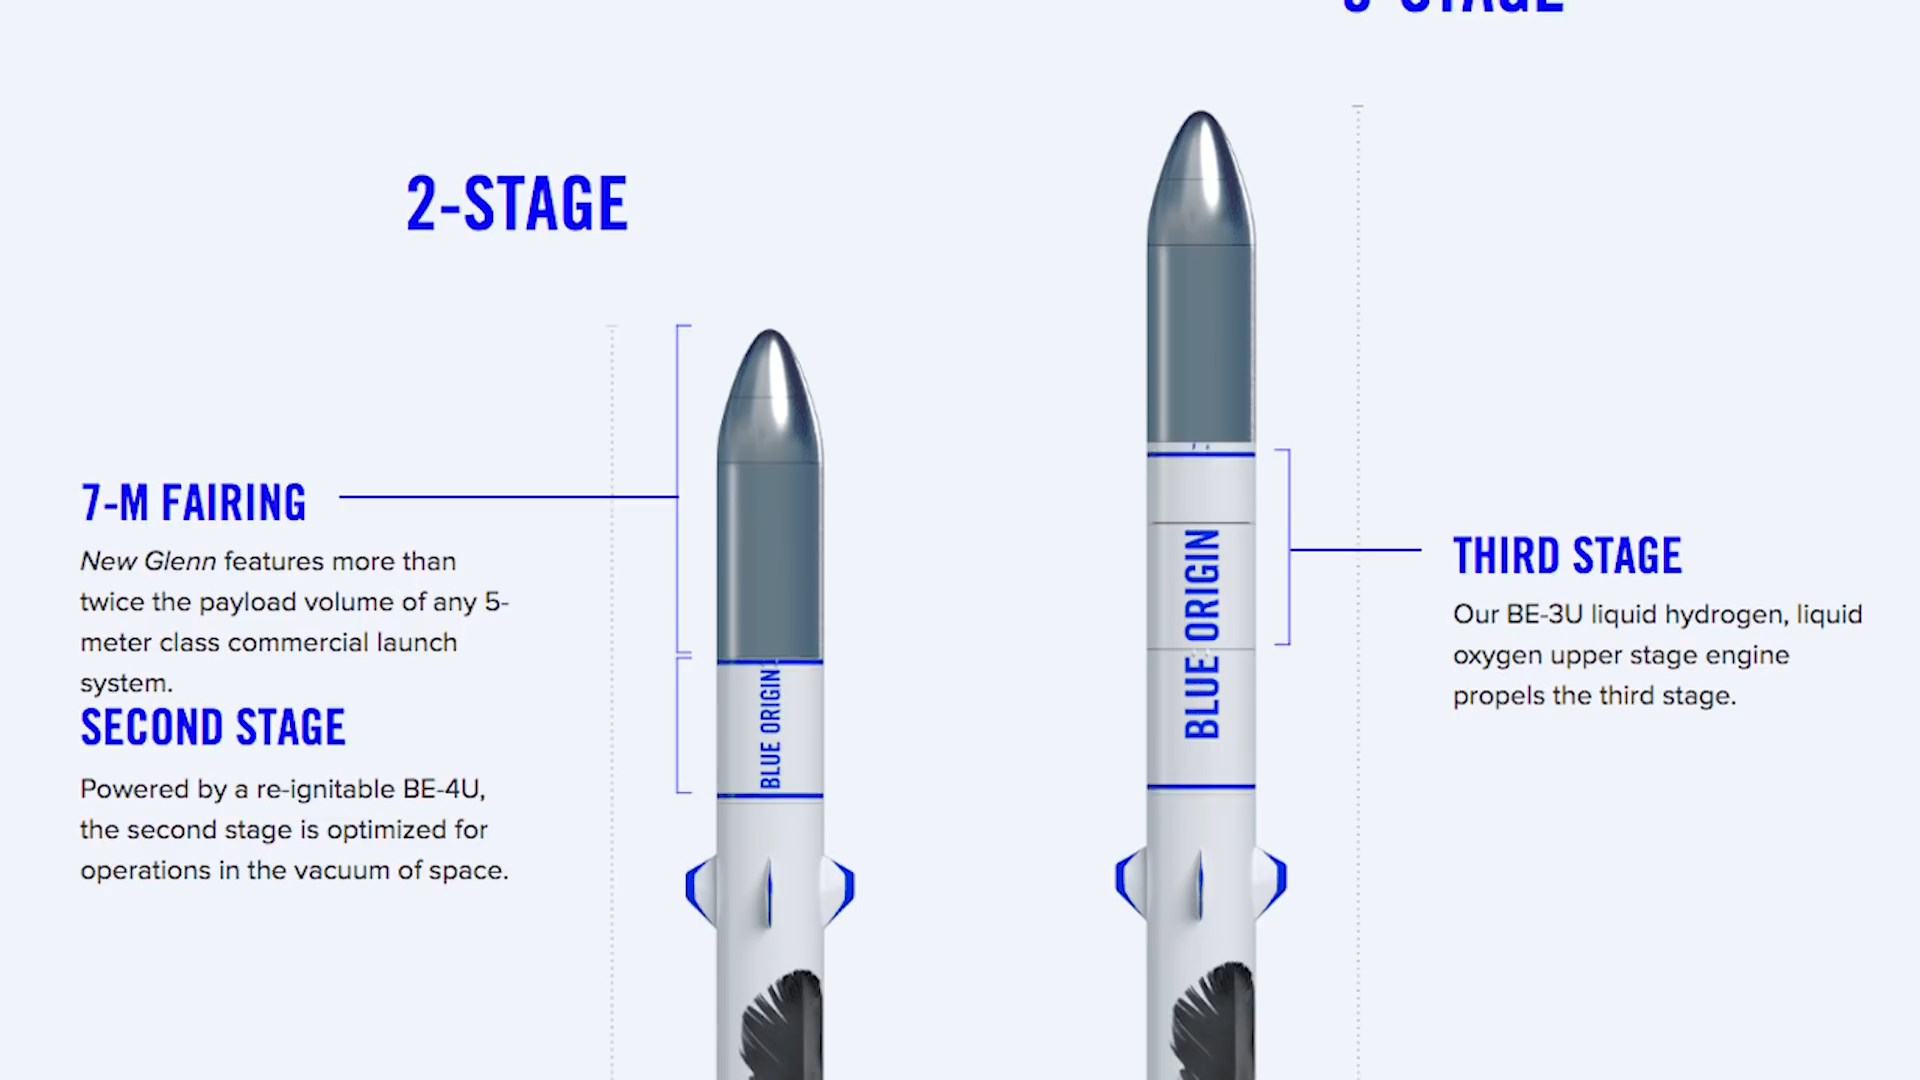 3-STAGE
2-STAGE
7-M FAIRING
New Glenn features more than
twice the payload volume of any 5-
meter class commercial launch
system.
SECOND STAGE
Powered by a re-ignitable BE-4U,
the second stage is optimized for
operations in the vacuum of space.
BLUE ORIGIN
BLUE ORIGIN
THIRD STAGE
Our BE-3U liquid hydrogen, liquid
oxygen upper stage engine
propels the third stage.